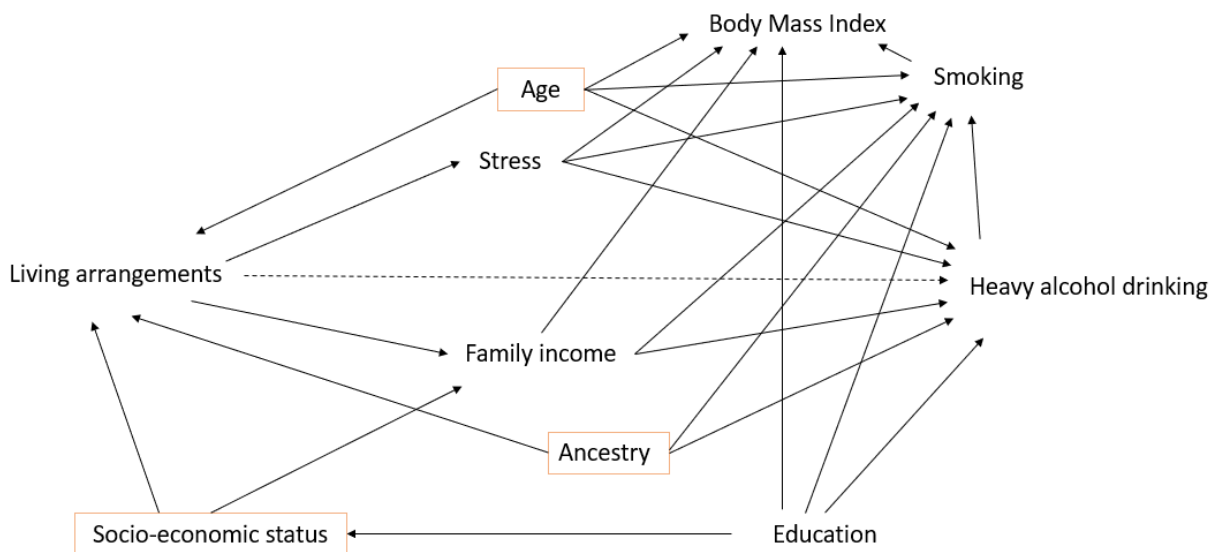 Body Mass Index
Smoking
Age
Stress
Living arrangements
Heavy alcohol drinking
Family income
Ancestry
Socio-economic status
Education